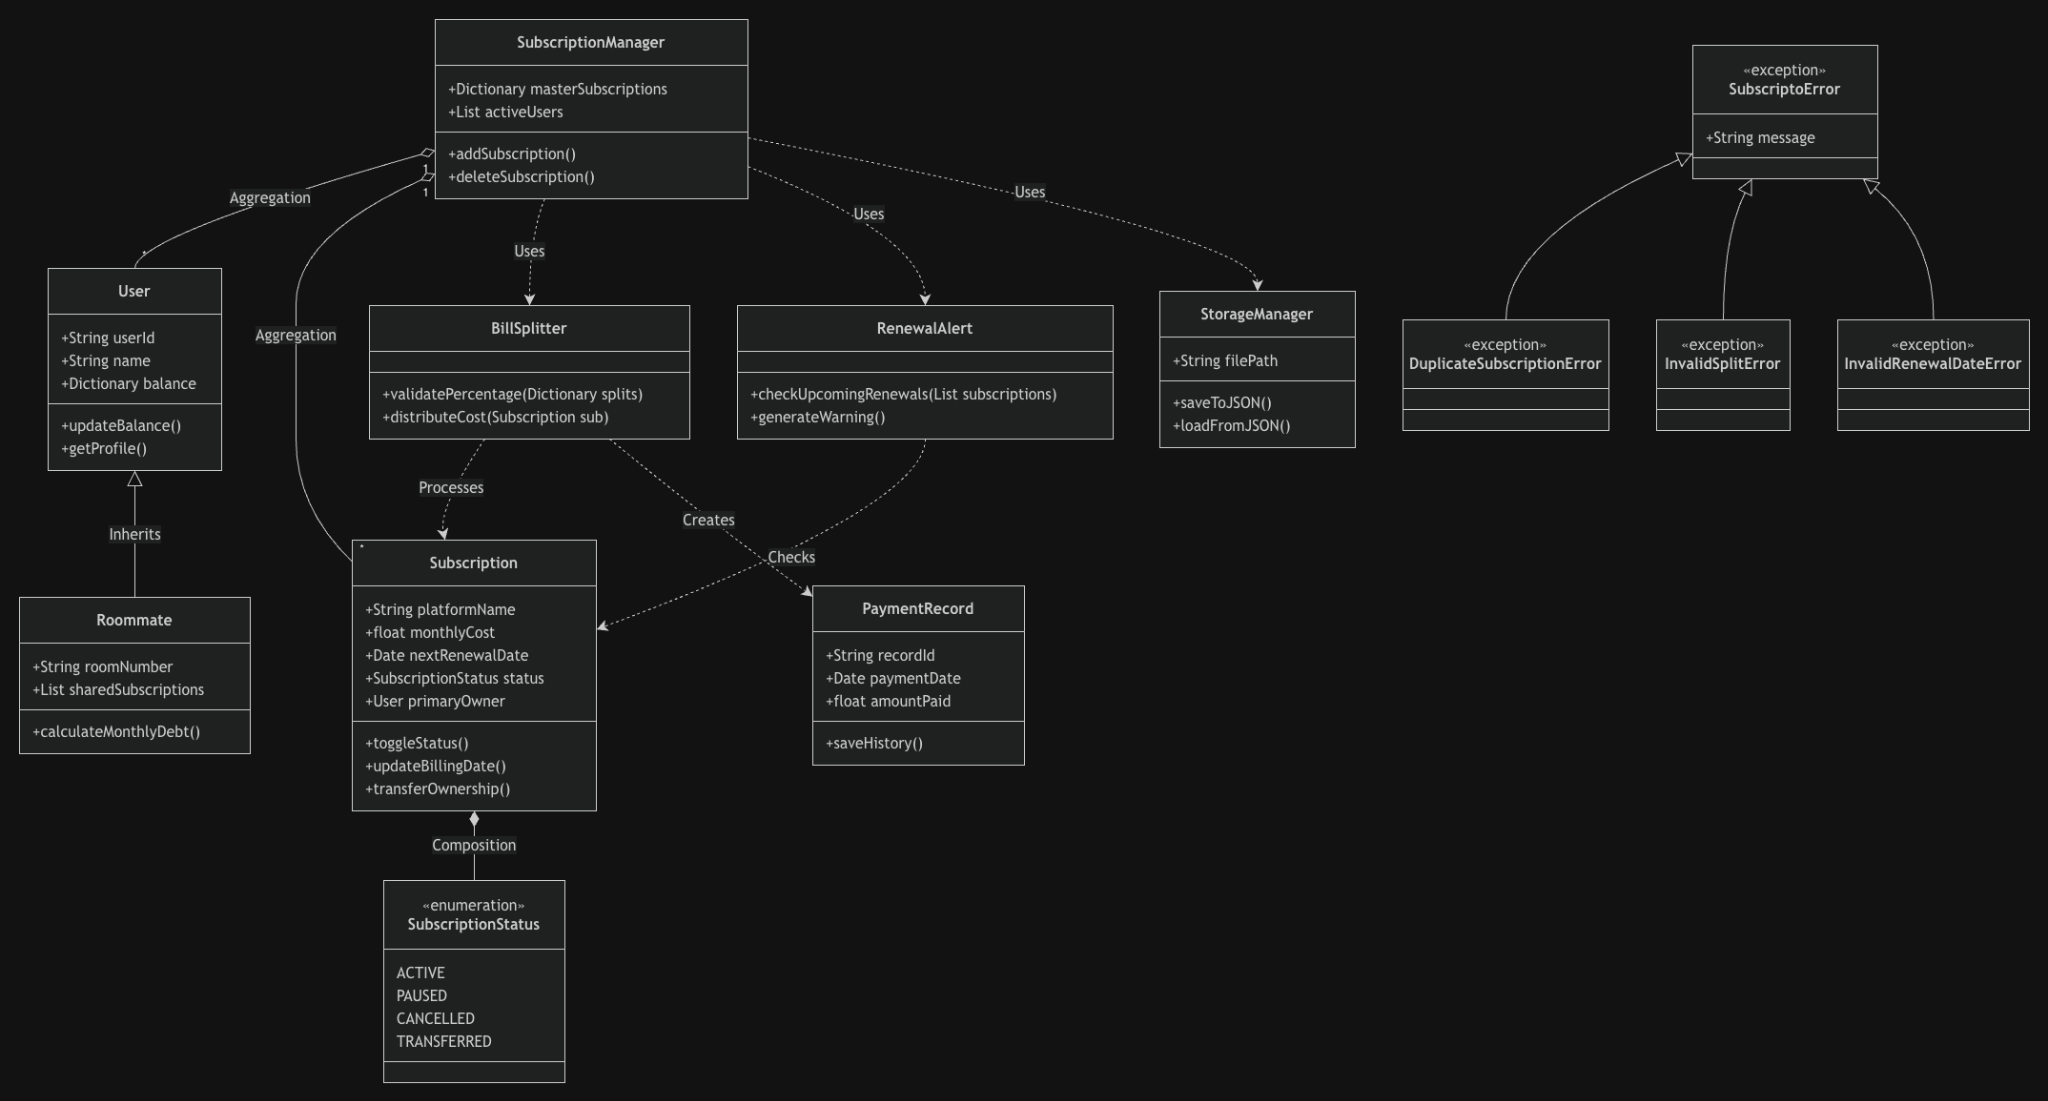 SubscriptionManager
+Dictionary masterSubscriptions
+List activeUsers
+addSubscription()
+deleteSubscription()
1
1
«exception»
SubscriptoError
+String message
Aggregation
Uses
Uses
Uses
*
User
+String userId
+String name
+Dictionary balance
+updateBalance()
+getProfile()
Aggregation
BillSplitter
+validatePercentage(Dictionary splits)
+distributeCost(Subscription sub)
RenewalAlert
+checkUpcomingRenewals(List subscriptions)
+generateWarning()
StorageManager
+String filePath
+saveToJSON()
+loadFromJSON()
«exception»
DuplicateSubscriptionError
«exception»
InvalidSplitError
«exception»
InvalidRenewalDateError
Inherits
Processes
Creates
Checks
Roommate
+String roomNumber
+List sharedSubscriptions
+calculateMonthlyDebt()
*
Subscription
+String platformName
+float monthlyCost
+Date nextRenewalDate
+SubscriptionStatus status
+User primaryOwner
+toggleStatus()
+updateBillingDate()
+transferOwnership()
PaymentRecord
+String recordId
+Date paymentDate
+float amountPaid
+saveHistory()
Composition
«enumeration»
SubscriptionStatus
ACTIVE
PAUSED
CANCELLED
TRANSFERRED